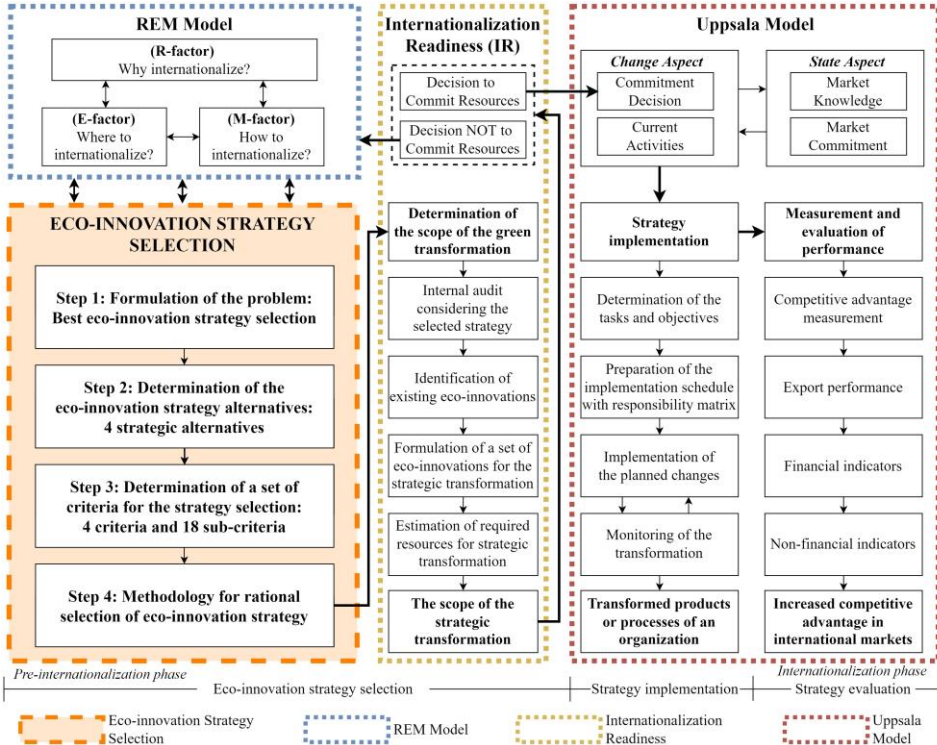 REM Model
(R-factor)
Why internationalize?
(E-factor)
Where to
internationalize?
(M-factor)
How to
internationalize?
ECO-INNOVATION STRATEGY
SELECTION
Step 1: Formulation of the problem:
Best eco-innovation strategy selection
Step 2: Determination of the
eco-innovation strategy alternatives:
4 strategic alternatives
Step 3: Determination of a set of
criteria for the strategy selection:
4 criteria and 18 sub-criteria
Step 4: Methodology for rational
selection of eco-innovation strategy
Internationalization
Readiness (IR)
Decision to
Commit Resources
Decision NOT to
Commit Resources
Determination of
the scope of the green
transformation
Internal audit
considering the
selected strategy
Identification of
existing eco-innovations
Formulation of a set of
eco-innovations for the
strategic transformation
Estimation of required
resources for strategic
transformation
The scope of the
strategic
transformation
Uppsala Model
Change Aspect
Commitment
Decision
Current
Activities
State Aspect
Market
Knowledge
Market
Commitment
Strategy
implementation
Determination of the
tasks and objectives
Preparation of the
implementation schedule
with responsibility matrix
Implementation of
the planned changes
Monitoring of the
transformation
Transformed products
or processes of an
organization
Measurement and
evaluation of
performance
Competitive advantage
measurement
Export performance
Financial indicators
Non-financial indicators
Increased competitive
advantage in
international markets
Pre-internationalization phase
Internationalization phase
Eco-innovation strategy selection
Strategy implementation
Strategy evaluation
Eco-innovation Strategy
Selection
REM Model
Internationalization
Readiness
Uppsala
Model